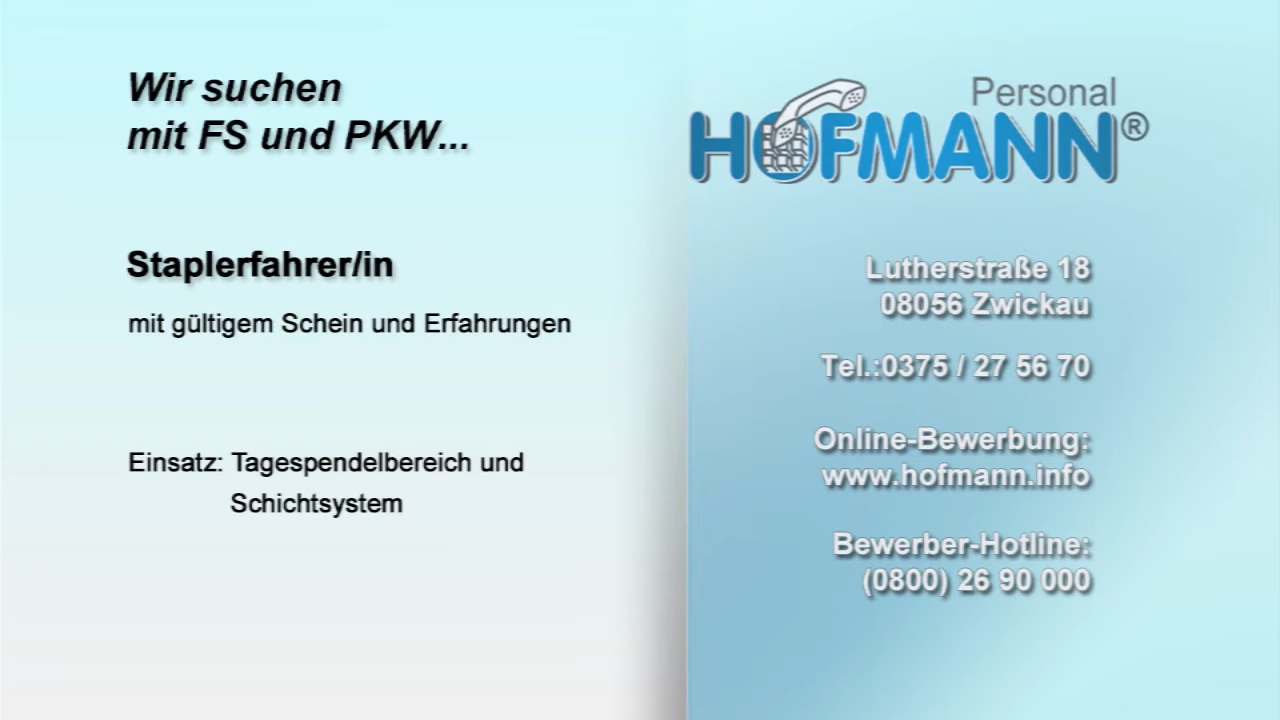 Wir suchen
mit FS und PKW...
Staplerfahrer/in
mit gültigem Schein und Erfahrungen
Einsatz: Tagespendelbereich und
Schichtsystem
Personal
HOFMANN®
Lutherstraße 18
08056 Zwickau
Tel.:0375 / 27 56 70
Online-Bewerbung:
www.hofmann.info
Bewerber-Hotline:
(0800) 26 90 000